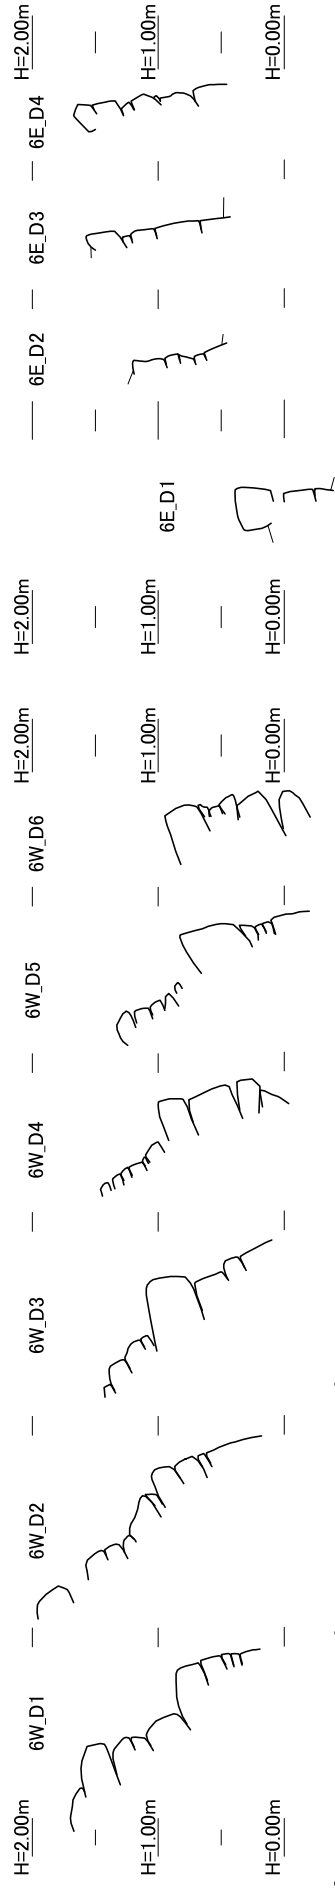 H=2.00m
H=1.00m
H=0.00m
6E_D4
6E_D3
6E_D2
6E_D1
H=2.00m
H=1.00m
H=0.00m
H=2.00m
H=1.00m
H=0.00m
6W_D6
6W_D5
6W_D4
6W_D3
6W_D2
6W_D1
H=2.00m
H=1.00m
H=0.00m